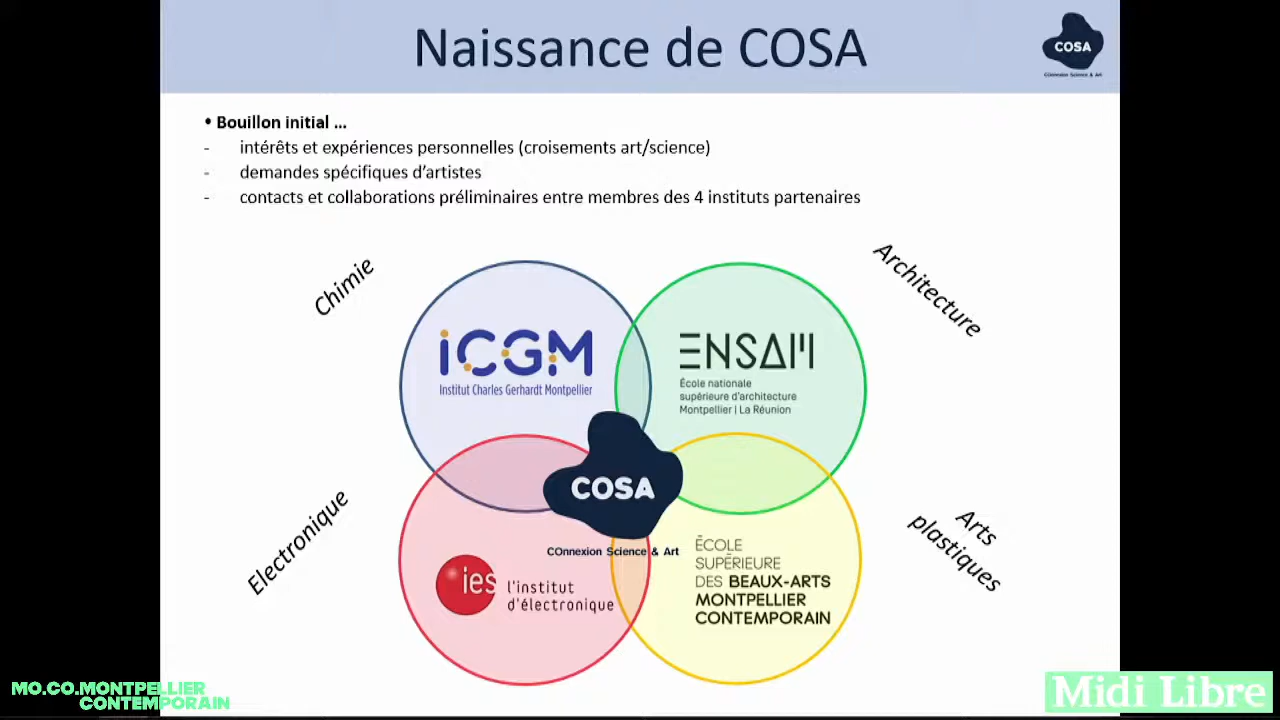 Naissance de COSA
COSA
COnnexion Science & Art
• Bouillon initial ...
- intérêts et expériences personnelles (croisements art/science)
- demandes spécifiques d'artistes
- contacts et collaborations préliminaires entre membres des 4 instituts partenaires
Chimie
Architecture
iCGM
Institut Charles Gerhardt Montpellier
ENSAM
École nationale
supérieure d'architecture
Montpellier | La Réunion
COSA
COnnexion Science & Art
Electronique
Arts
plastiques
ies l'institut
d'électronique
ÉCOLE
SUPÉRIEURE
DES BEAUX-ARTS
MONTPELLIER
CONTEMPORAIN
MO.CO.MONTPELLIER
CONTEMPORAIN
Midi Libre